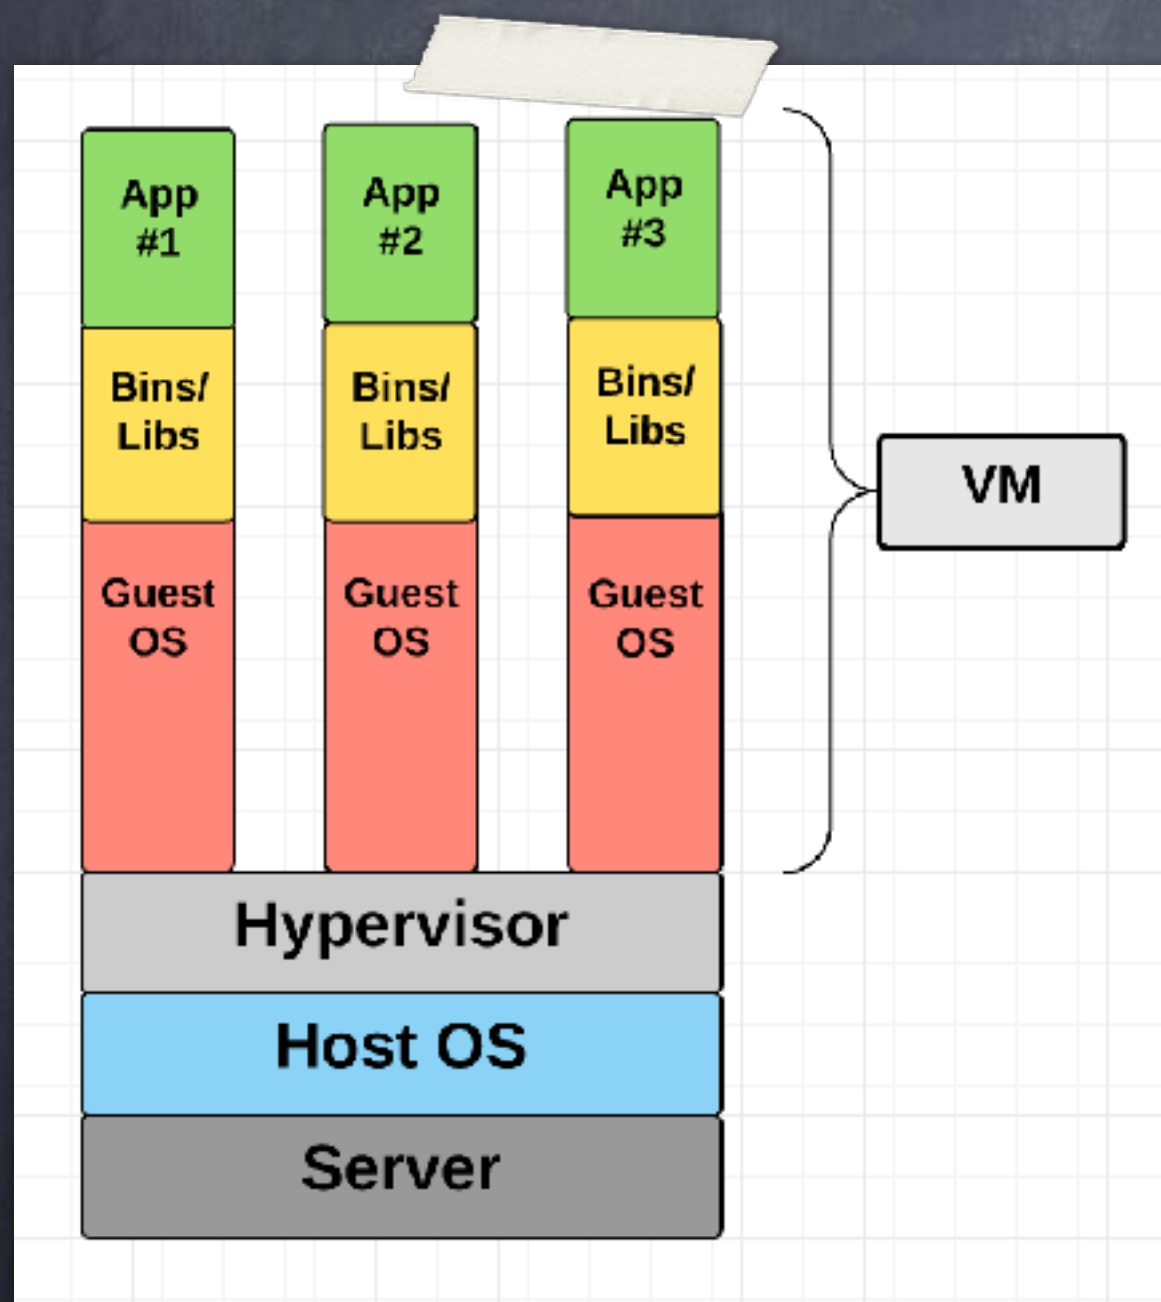 App
#1
App
#2
App
#3
Bins/
Libs
Bins/
Libs
Bins/
Libs
VM
Guest
OS
Guest
OS
Guest
OS
Hypervisor
Host OS
Server